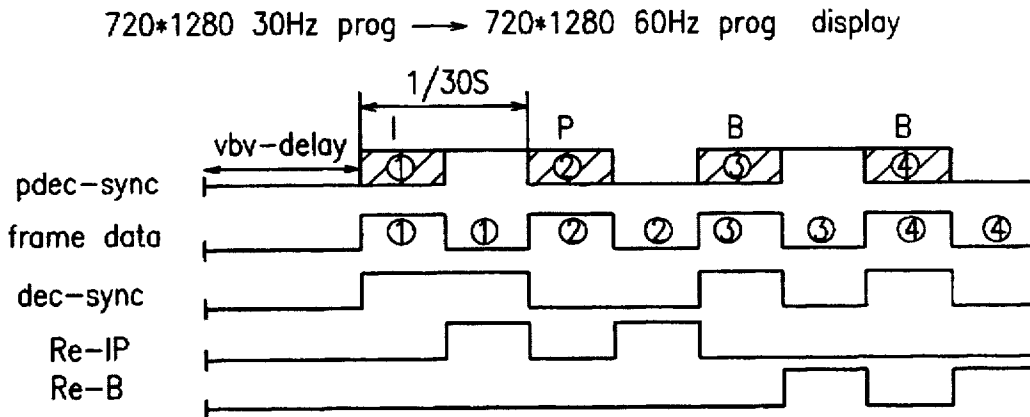 720*1280 30Hz prog → 720*1280 60Hz prog display
1/30S
I P B B
vbv-delay
pdec-sync ① ② ③ ④
frame data ① ① ② ② ③ ③ ④ ④
dec-sync
Re-IP
Re-B